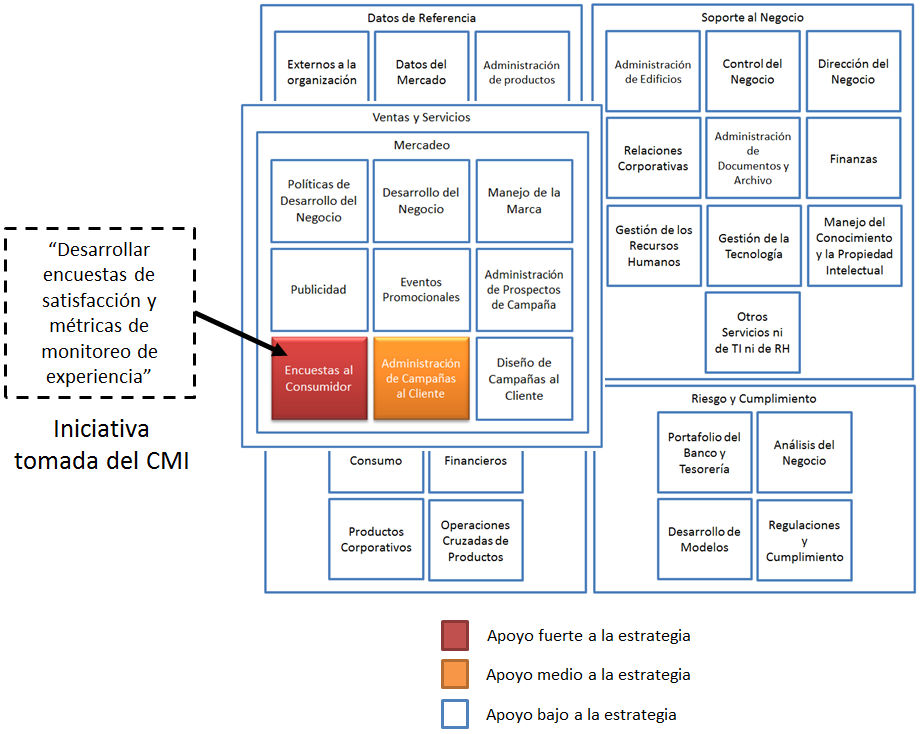 Datos de Referencia
Externos a la
organización
Datos del
Mercado
Administración
de productos
Soporte al Negocio
Administración
de Edificios
Control del
Negocio
Dirección del
Negocio
Relaciones
Corporativas
Administración
de
Documentos y
Archivo
Finanzas
Gestión de los
Recursos
Humanos
Gestión de la
Tecnología
Manejo del
Conocimiento
y la Propiedad
Intelectual
Otros
Servicios ni
de TI ni de RH
Ventas y Servicios
Mercadeo
Políticas de
Desarrollo del
Negocio
Desarrollo del
Negocio
Manejo de la
Marca
Publicidad
Eventos
Promocionales
Administración
de Prospectos
de Campaña
Encuestas al
Consumidor
Administración
de Campañas
al Cliente
Diseño de
Campañas al
Cliente
“Desarrollar
encuestas de
satisfacción y
métricas de
monitoreo de
experiencia”
Iniciativa
tomada del CMI
Consumo
Financieros
Productos
Corporativos
Operaciones
Cruzadas de
Productos
Riesgo y Cumplimiento
Portafolio del
Banco y
Tesorería
Análisis del
Negocio
Desarrollo de
Modelos
Regulaciones
y
Cumplimiento
Apoyo fuerte a la estrategia
Apoyo medio a la estrategia
Apoyo bajo a la estrategia